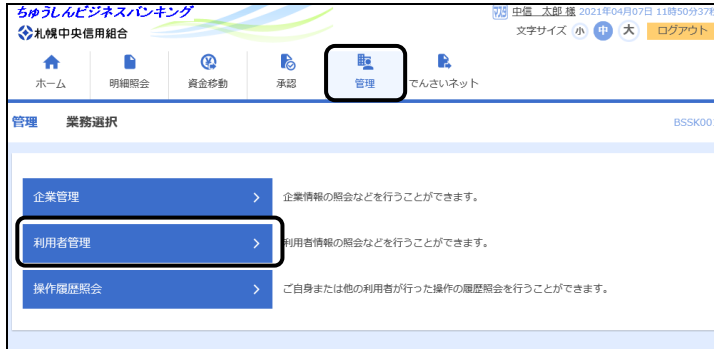 ちゅうしんビジネスバンキング
中信 太郎 様 2021年04月07日 11時50分37秒
札幌中央信用組合
文字サイズ 小 中 大 ログアウト
ホーム 明細照会 資金移動 承認 管理 でんさいネット
管理 業務選択 BSSK001
企業管理 企業情報の照会などを行うことができます。
利用者管理 利用者情報の照会などを行うことができます。
操作履歴照会 ご自身または他の利用者が行った操作の履歴照会を行うことができます。